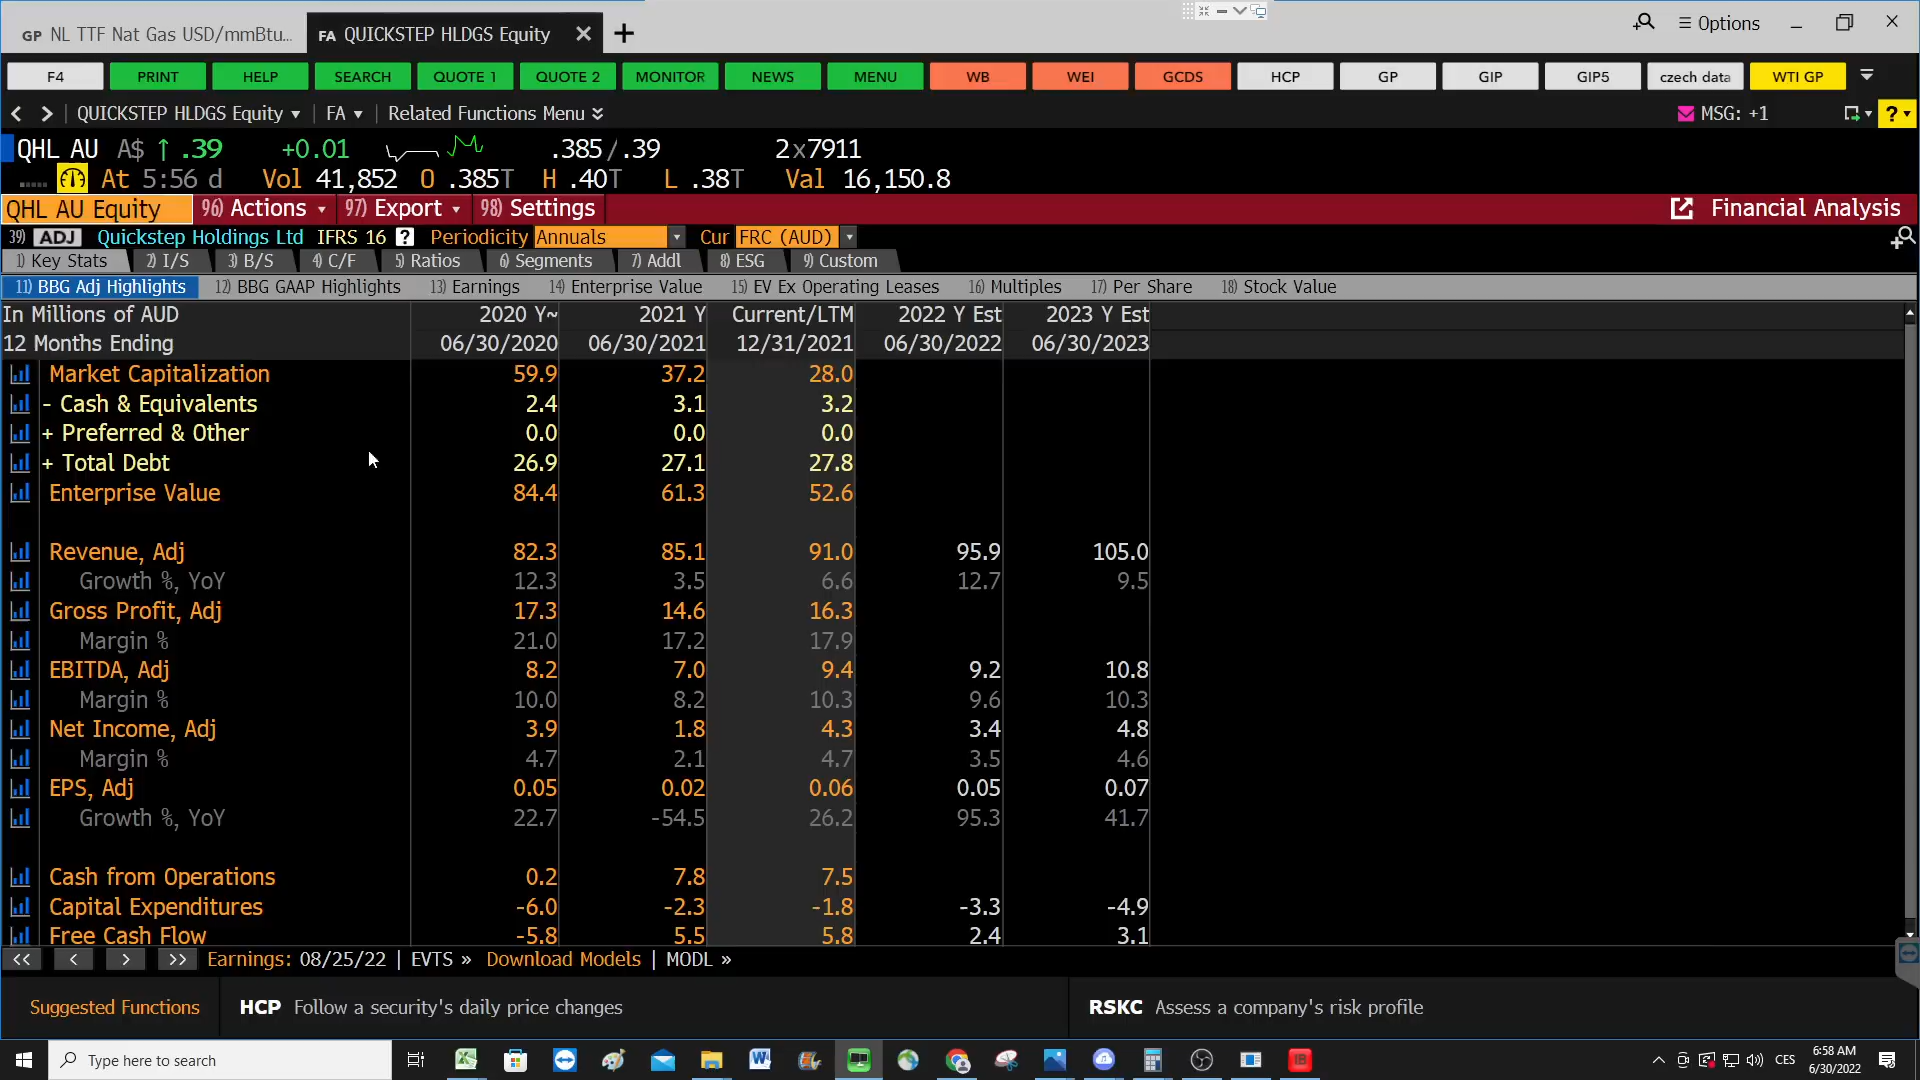 GP NL TTF Nat Gas USD/mmBtu... FA QUICKSTEP HLDGS Equity Options
F4 PRINT HELP SEARCH QUOTE 1 QUOTE 2 MONITOR NEWS MENU WB WEI GCDS HCP GP GIP GIP5 czech data WTI GP
QUICKSTEP HLDGS Equity FA Related Functions Menu MSG: +1 ?
QHL AU A$ ↑ .39 +0.01 .385/.39 2x7911
At 5:56 d Vol 41,852 O .385T H .40T L .38T Val 16,150.8
QHL AU Equity 96) Actions 97) Export 98) Settings Financial Analysis
39) ADJ Quickstep Holdings Ltd IFRS 16 ? Periodicity Annuals Cur FRC (AUD)
1) Key Stats 2) I/S 3) B/S 4) C/F 5) Ratios 6) Segments 7) Addl 8) ESG 9) Custom
11) BBG Adj Highlights 12) BBG GAAP Highlights 13) Earnings 14) Enterprise Value 15) EV Ex Operating Leases 16) Multiples 17) Per Share 18) Stock Value
In Millions of AUD 2020 Y~ 2021 Y Current/LTM 2022 Y Est 2023 Y Est
12 Months Ending 06/30/2020 06/30/2021 12/31/2021 06/30/2022 06/30/2023
Market Capitalization 59.9 37.2 28.0
- Cash & Equivalents 2.4 3.1 3.2
+ Preferred & Other 0.0 0.0 0.0
+ Total Debt 26.9 27.1 27.8
Enterprise Value 84.4 61.3 52.6
Revenue, Adj 82.3 85.1 91.0 95.9 105.0
Growth %, YoY 12.3 3.5 6.6 12.7 9.5
Gross Profit, Adj 17.3 14.6 16.3
Margin % 21.0 17.2 17.9
EBITDA, Adj 8.2 7.0 9.4 9.2 10.8
Margin % 10.0 8.2 10.3 9.6 10.3
Net Income, Adj 3.9 1.8 4.3 3.4 4.8
Margin % 4.7 2.1 4.7 3.5 4.6
EPS, Adj 0.05 0.02 0.06 0.05 0.07
Growth %, YoY 22.7 -54.5 26.2 95.3 41.7
Cash from Operations 0.2 7.8 7.5
Capital Expenditures -6.0 -2.3 -1.8 -3.3 -4.9
Free Cash Flow -5.8 5.5 5.8 2.4 3.1
<< < > >> Earnings: 08/25/22 | EVTS » Download Models | MODL »
Suggested Functions HCP Follow a security's daily price changes RSKC Assess a company's risk profile
Type here to search CES 6:58 AM
6/30/2022